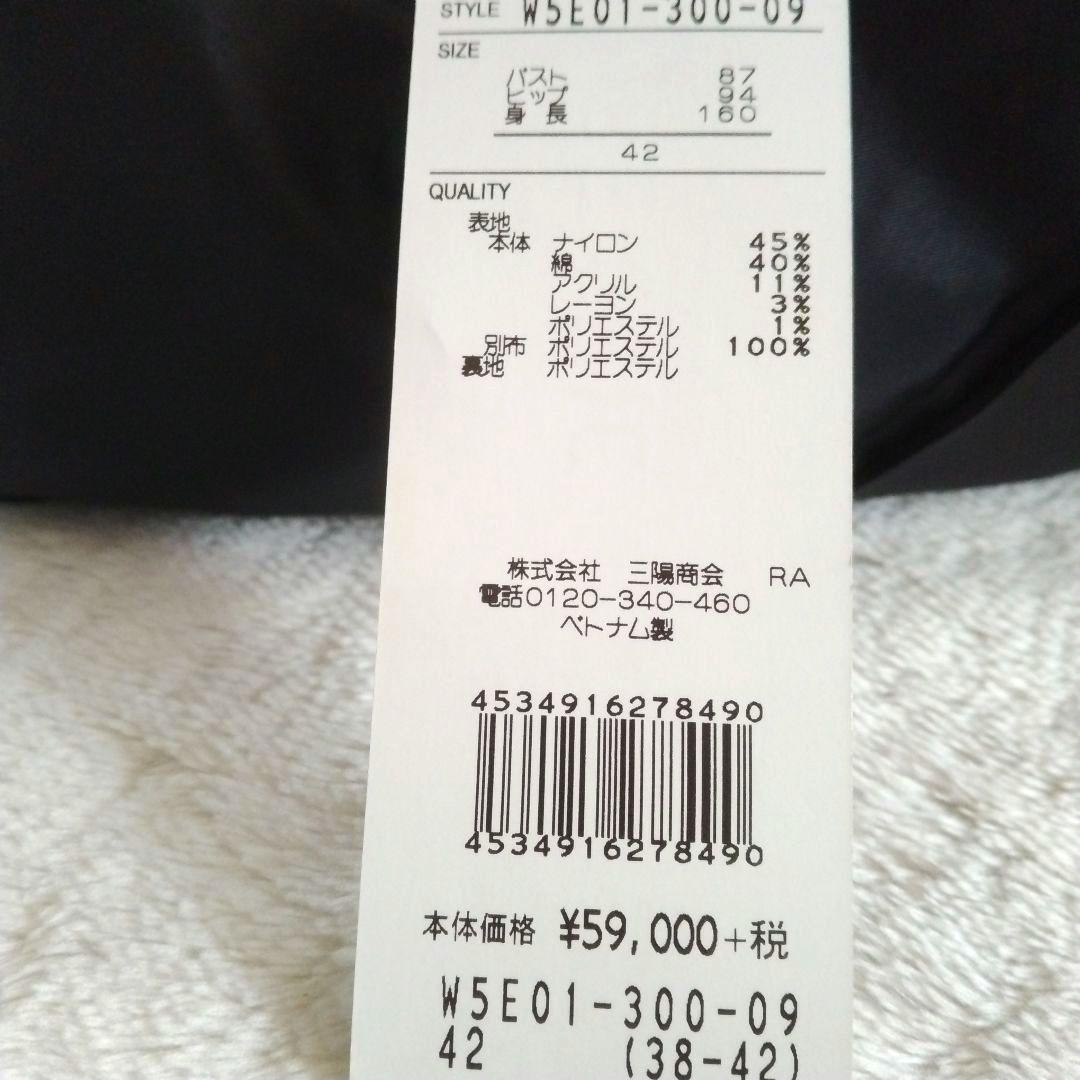 STYLE W5E01-300-09
SIZE
バスト 87
ヒップ 94
身長 160
42
QUALITY
表地
本体 ナイロン 45%
綿 40%
アクリル 11%
レーヨン 3%
ポリエステル 1%
別布 ポリエステル 100%
裏地 ポリエステル
株式会社 三陽商会 RA
電話0120-340-460
ベトナム製
4534916278490
4534916278490
本体価格 ¥59,000+税
W5E01-300-09
42 (38-42)